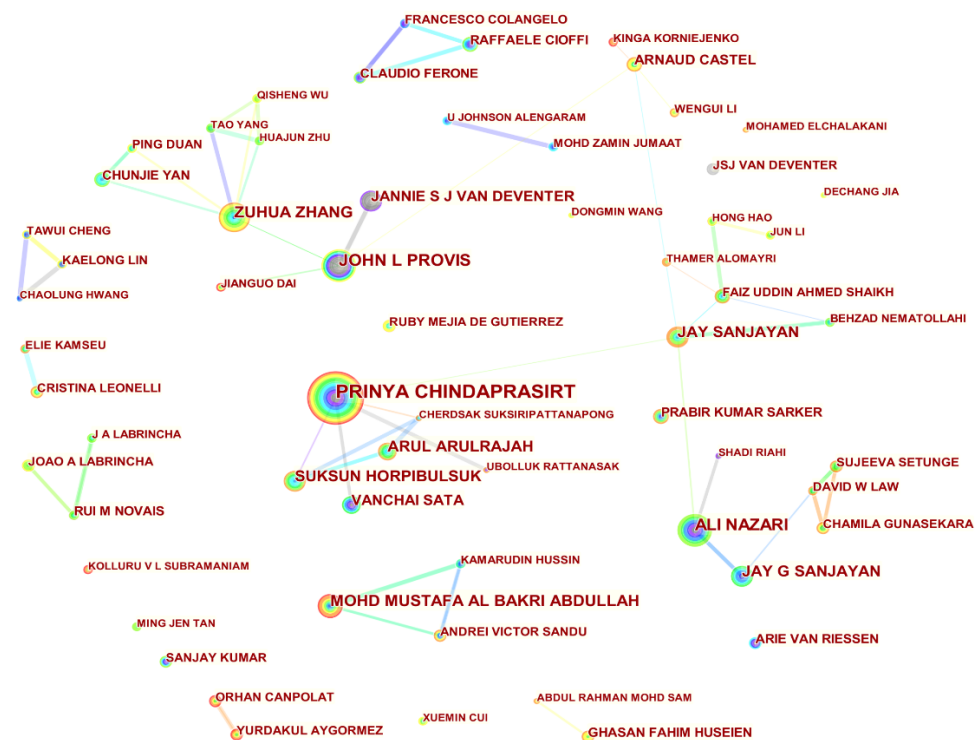 FRANCESCO COLANGELO
RAFFAELE CIOFFI
KINGA KORNIEJENKO
ARNAUD CASTEL
CLAUDIO FERONE
QISHENG WU
WENGUI LI
U JOHNSON ALENGARAM
TAO YANG
MOHAMED ELCHALAKANI
HUAJUN ZHU
PING DUAN
MOHD ZAMIN JUMAAT
JSJ VAN DEVENTER
CHUNJIE YAN
DECHANG JIA
JANNIE S J VAN DEVENTER
ZUHUA ZHANG
DONGMIN WANG
HONG HAO
TAWUI CHENG
JUN LI
KAELONG LIN
JOHN L PROVIS
THAMER ALOMAYRI
JIANGUO DAI
CHAOLUNG HWANG
FAIZ UDDIN AHMED SHAIKH
RUBY MEJIA DE GUTIERREZ
BEHZAD NEMATOLLAHI
JAY SANJAYAN
ELIE KAMSEU
CRISTINA LEONELLI
PRINYA CHINDAPRASIRT
CHERDSAK SUKSIRIPATTANAPONG
PRABIR KUMAR SARKER
J A LABRINCHA
ARUL ARULRAJAH
SHADI RIAHI
JOAO A LABRINCHA
UBOLLUK RATTANASAK
SUJEEVA SETUNGE
SUKSUN HORPIBULSUK
DAVID W LAW
VANCHAI SATA
RUI M NOVAIS
ALI NAZARI
CHAMILA GUNASEKARA
KAMARUDIN HUSSIN
KOLLURU V L SUBRAMANIAM
JAY G SANJAYAN
MOHD MUSTAFA AL BAKRI ABDULLAH
MING JEN TAN
ANDREI VICTOR SANDU
ARIE VAN RIESSEN
SANJAY KUMAR
ORHAN CANPOLAT
ABDUL RAHMAN MOHD SAM
XUEMIN CUI
YURDAKUL AYGORMEZ
GHASAN FAHIM HUSEIEN